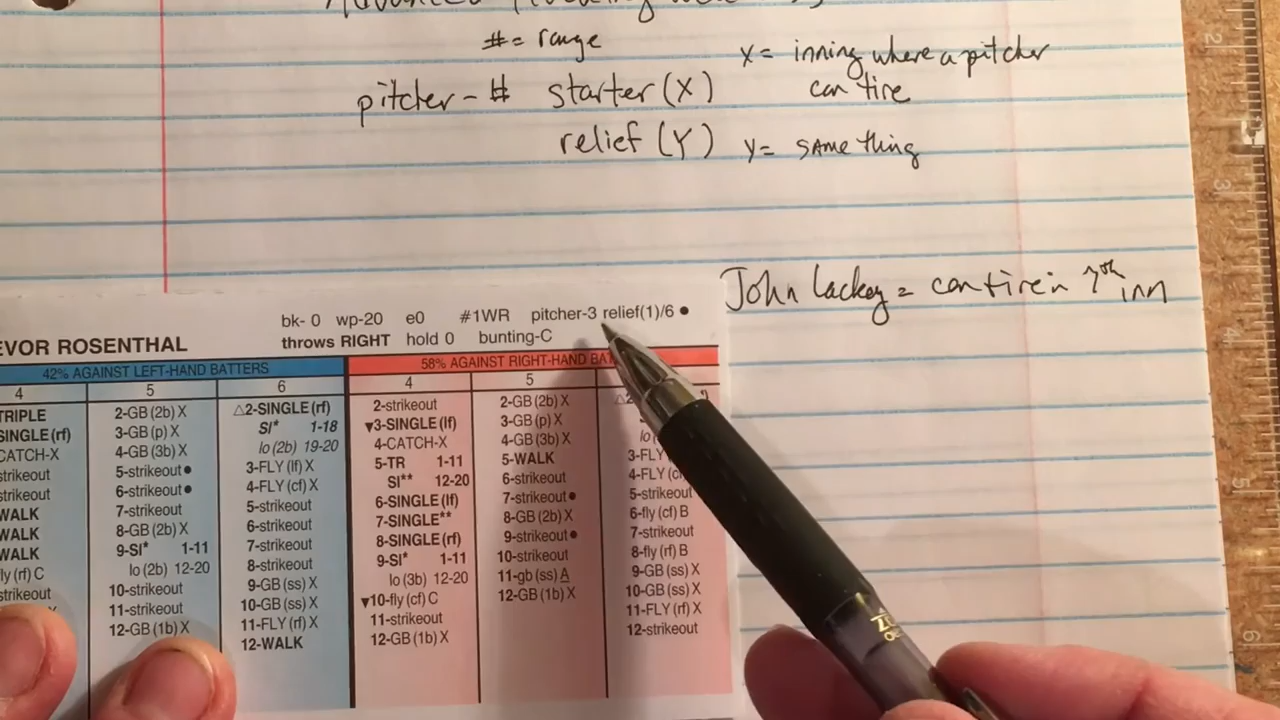 Advanced
#= range
x= inning where a pitcher
pitcher-# starter (X) can tire
relief (Y) y= same thing
John Lackey = can tire in 7th inn
bk- 0 wp-20 e0 #1WR pitcher-3 relief(1)/6 ●
EVOR ROSENTHAL throws RIGHT hold 0 bunting-C
42% AGAINST LEFT-HAND BATTERS
4 5 6
TRIPLE
SINGLE (rf)
CATCH-X
strikeout
strikeout
WALK
WALK
WALK
fly (rf) C
strikeout
2-GB (2b) X
3-GB (p) X
4-GB (3b) X
5-strikeout ●
6-strikeout ●
7-strikeout
8-GB (2b) X
9-SI* 1-11
lo (2b) 12-20
10-strikeout
11-strikeout
12-GB (1b) X
△2-SINGLE (rf)
SI* 1-18
lo (2b) 19-20
3-FLY (lf) X
4-FLY (cf) X
5-strikeout
6-strikeout
7-strikeout
8-strikeout
9-GB (ss) X
10-GB (ss) X
11-FLY (rf) X
12-WALK
58% AGAINST RIGHT-HAND
4 5
2-strikeout
▼3-SINGLE (lf)
4-CATCH-X
5-TR 1-11
SI** 12-20
6-SINGLE (lf)
7-SINGLE**
8-SINGLE (rf)
9-SI* 1-11
lo (3b) 12-20
▼10-fly (cf) C
11-strikeout
12-GB (1b) X
2-GB (2b) X
3-GB (p) X
4-GB (3b) X
5-WALK
6-strikeout
7-strikeout ●
8-GB (2b) X
9-strikeout ●
10-strikeout
11-gb (ss) A
12-GB (1b) X
lo
3-FLY
4-FLY
5-strikeout
6-fly (cf) B
7-strikeout
8-fly (rf) B
9-GB (ss) X
10-GB (ss) X
11-FLY (rf) X
12-strikeout
2
3
4
5
6